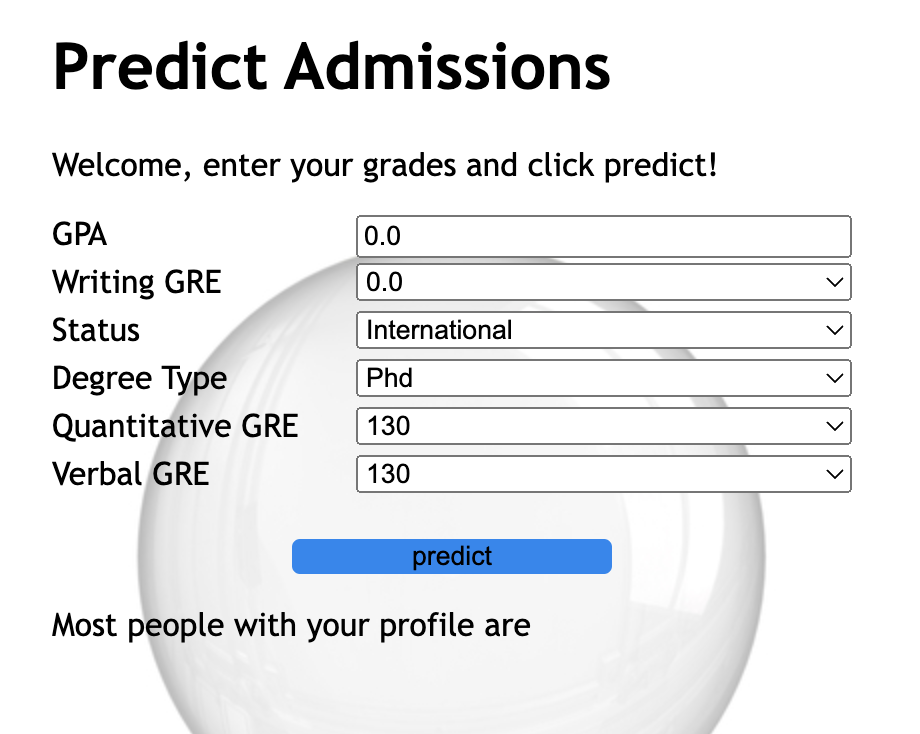 Predict Admissions
Welcome, enter your grades and click predict!
GPA 0.0
Writing GRE 0.0
Status International
Degree Type Phd
Quantitative GRE 130
Verbal GRE 130
predict
Most people with your profile are